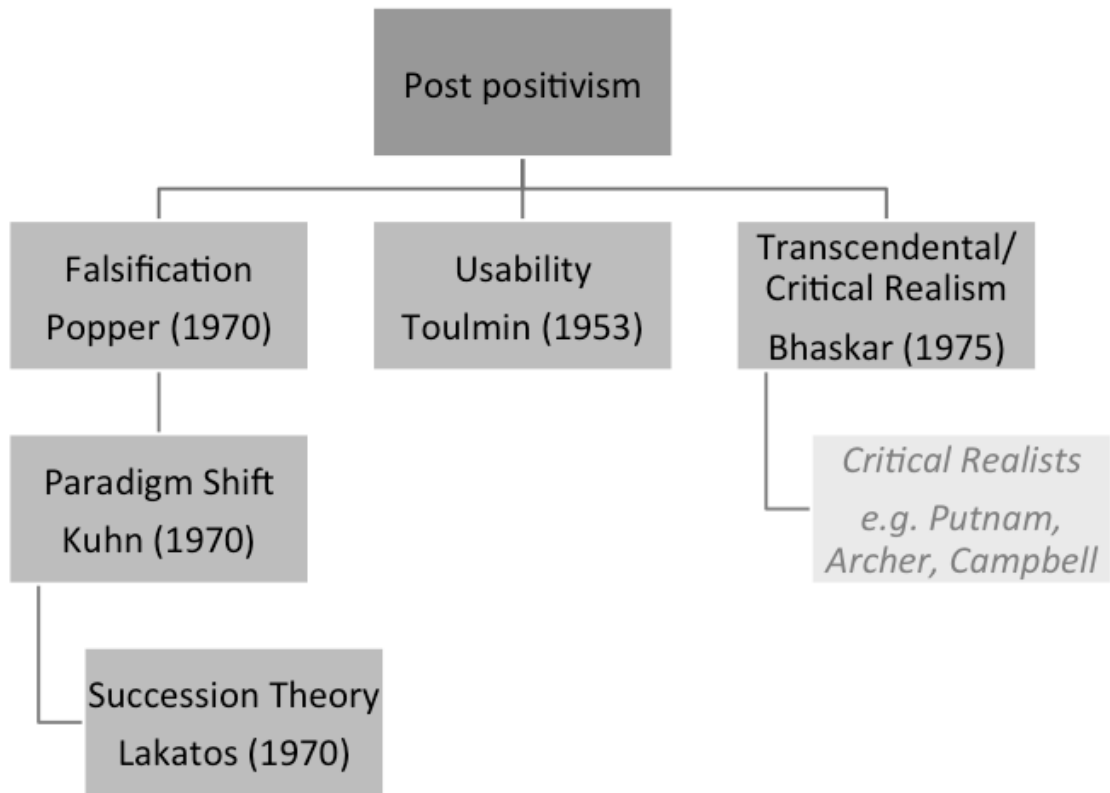 Post positivism
Falsification
Popper (1970)
Usability
Toulmin (1953)
Transcendental/
Critical Realism
Bhaskar (1975)
Paradigm Shift
Kuhn (1970)
Critical Realists
e.g. Putnam,
Archer, Campbell
Succession Theory
Lakatos (1970)